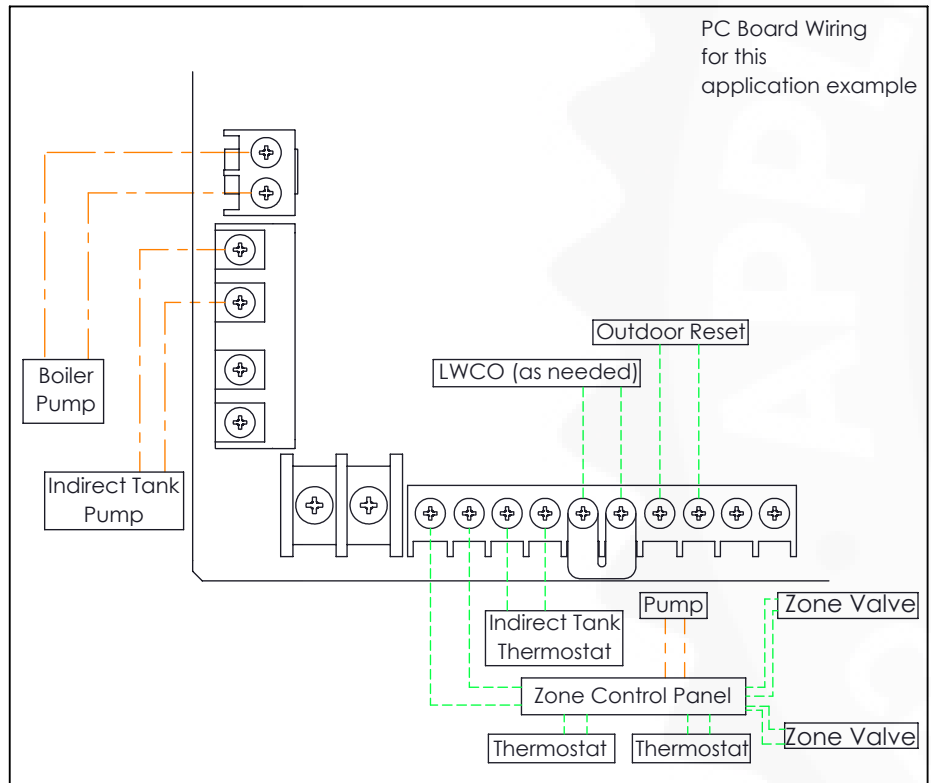 PC Board Wiring
for this
application example
Boiler
Pump
Indirect Tank
Pump
Outdoor Reset
LWCO (as needed)
Indirect Tank
Thermostat
Pump
Zone Valve
Zone Control Panel
Thermostat
Thermostat
Zone Valve
APPL